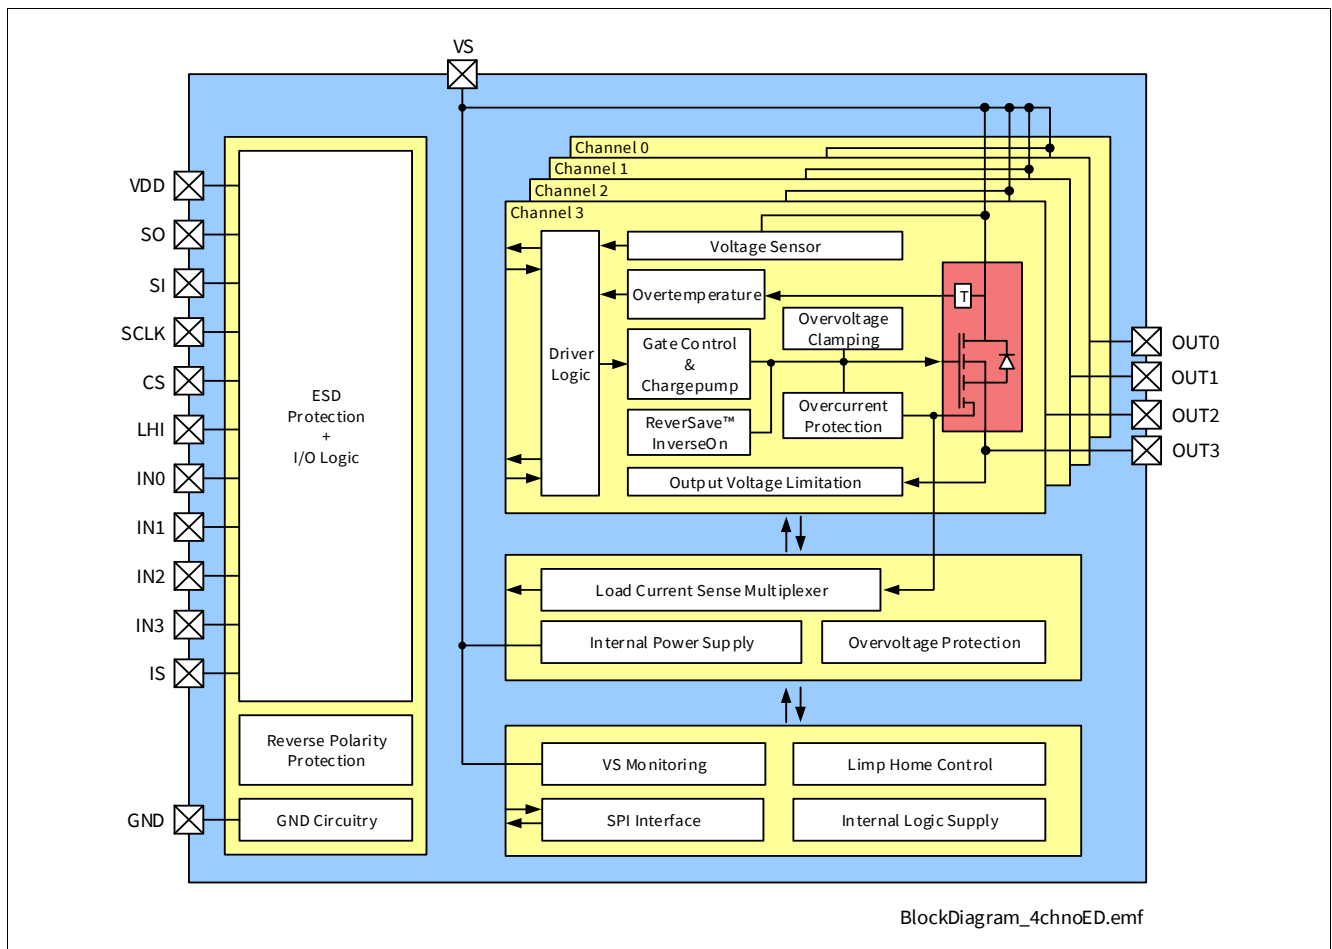 VS
VDD
SO
SI
SCLK
CS
LHI
IN0
IN1
IN2
IN3
IS
GND
ESD
Protection
+
I/O Logic
Reverse Polarity
Protection
GND Circuitry
Channel 0
Channel 1
Channel 2
Channel 3
Driver
Logic
Voltage Sensor
Overtemperature
T
Overvoltage
Clamping
Gate Control
&
Chargepump
Overcurrent
Protection
ReverSave™
InverseOn
Output Voltage Limitation
OUT0
OUT1
OUT2
OUT3
Load Current Sense Multiplexer
Internal Power Supply
Overvoltage Protection
VS Monitoring
Limp Home Control
SPI Interface
Internal Logic Supply
BlockDiagram_4chnoED.emf